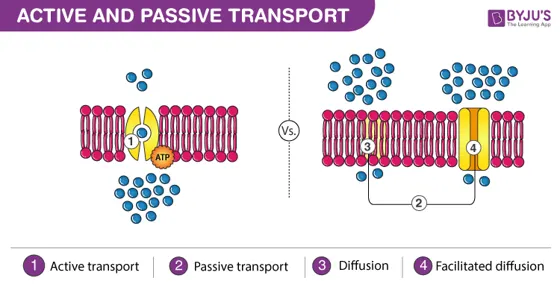 ACTIVE AND PASSIVE TRANSPORT
BYJU'S
The Learning App
1
ATP
Vs.
3
4
2
1 Active transport
2 Passive transport
3 Diffusion
4 Facilitated diffusion